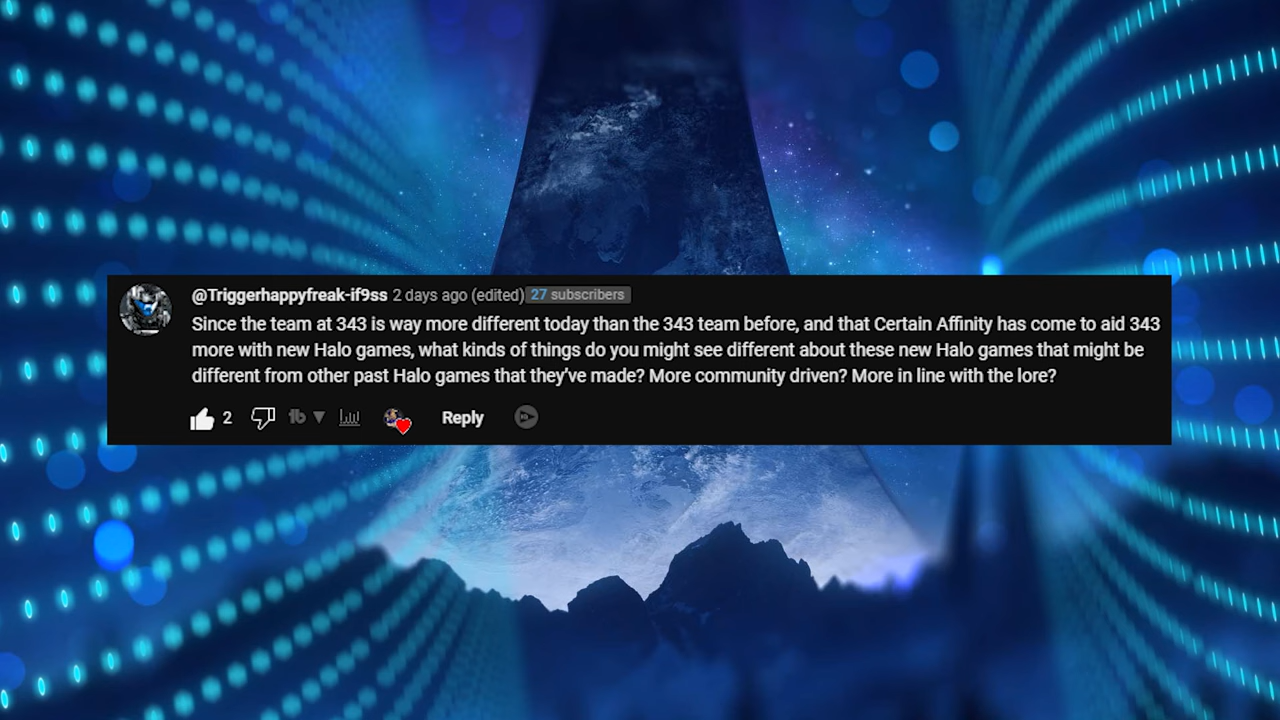 @Triggerhappyfreak-if9ss 2 days ago (edited) 27 subscribers
Since the team at 343 is way more different today than the 343 team before, and that Certain Affinity has come to aid 343
more with new Halo games, what kinds of things do you might see different about these new Halo games that might be
different from other past Halo games that they've made? More community driven? More in line with the lore?
2 Reply